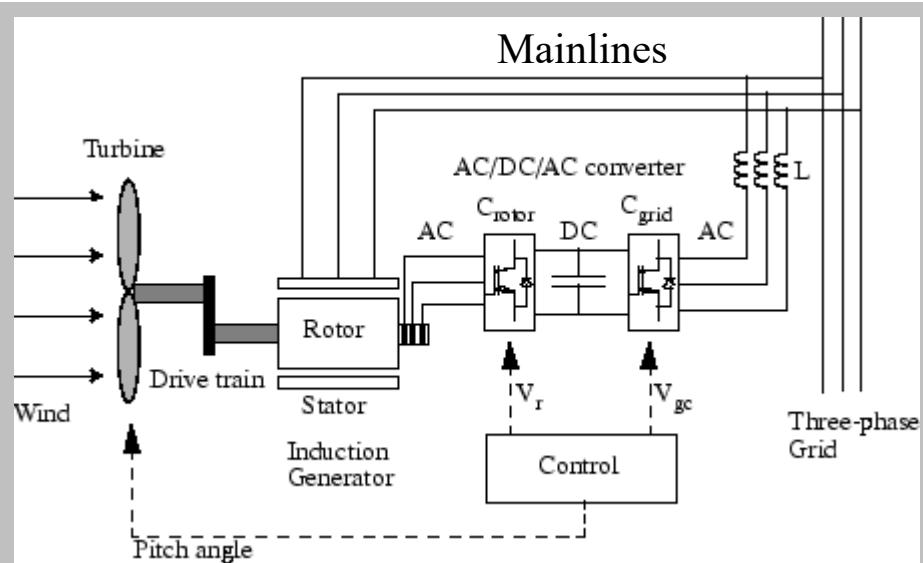 Mainlines
Turbine
AC/DC/AC converter
L
C_rotor
C_grid
AC
DC
AC
Rotor
Drive train
Stator
Wind
V_r
V_gc
Three-phase
Grid
Induction
Generator
Control
Pitch angle